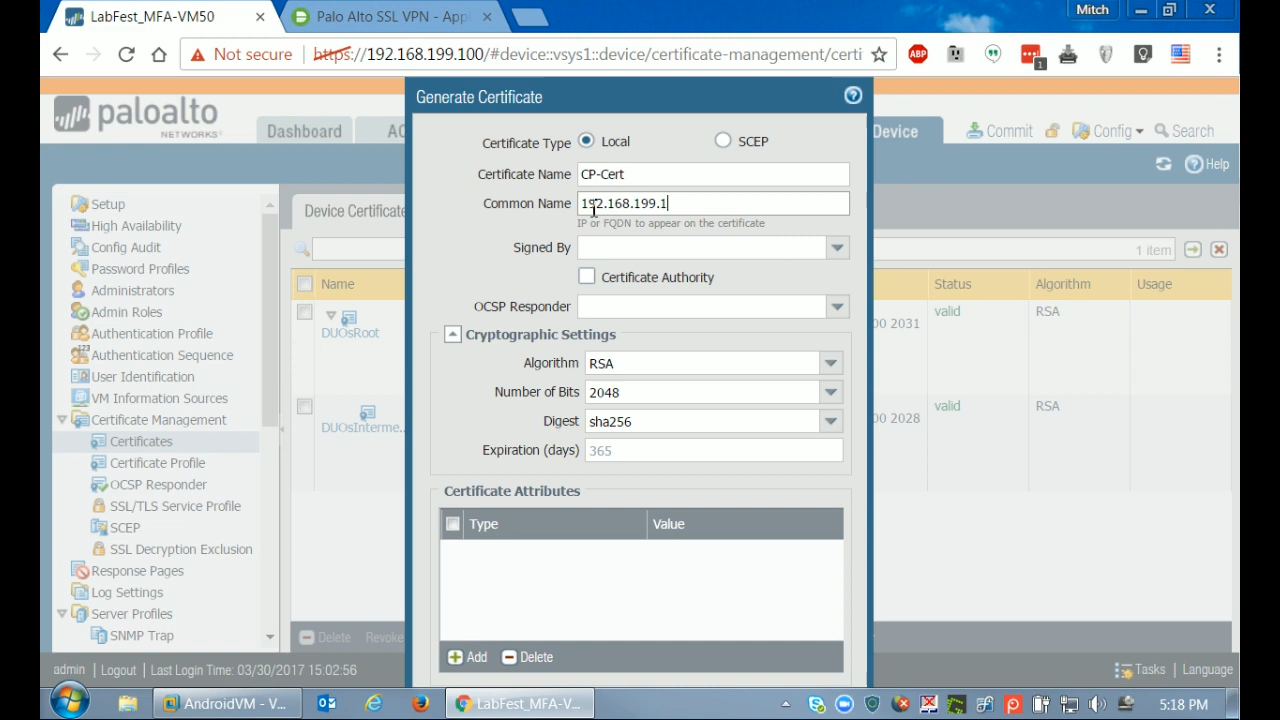 LabFest_MFA-VM50
Palo Alto SSL VPN - Appl
Mitch
Not secure
https://192.168.199.100/#device::vsys1::device/certificate-management/certi
ABP
1
paloalto
NETWORKS
Dashboard
AC
Device
Commit
Config
Search
Help
Generate Certificate
Certificate Type
Local
SCEP
Certificate Name
CP-Cert
Common Name
192.168.199.1
IP or FQDN to appear on the certificate
Signed By
Certificate Authority
OCSP Responder
Cryptographic Settings
Algorithm
RSA
Number of Bits
2048
Digest
sha256
Expiration (days)
365
Certificate Attributes
Type
Value
Add
Delete
Setup
High Availability
Config Audit
Password Profiles
Administrators
Admin Roles
Authentication Profile
Authentication Sequence
User Identification
VM Information Sources
Certificate Management
Certificates
Certificate Profile
OCSP Responder
SSL/TLS Service Profile
SCEP
SSL Decryption Exclusion
Response Pages
Log Settings
Server Profiles
SNMP Trap
Device Certificate
1 item
Name
Status
Algorithm
Usage
DUOsRoot
00 2031
valid
RSA
DUOsInterme...
00 2028
valid
RSA
Delete
Revoke
admin | Logout | Last Login Time: 03/30/2017 15:02:56
Tasks | Language
AndroidVM - V...
LabFest_MFA-V...
5:18 PM